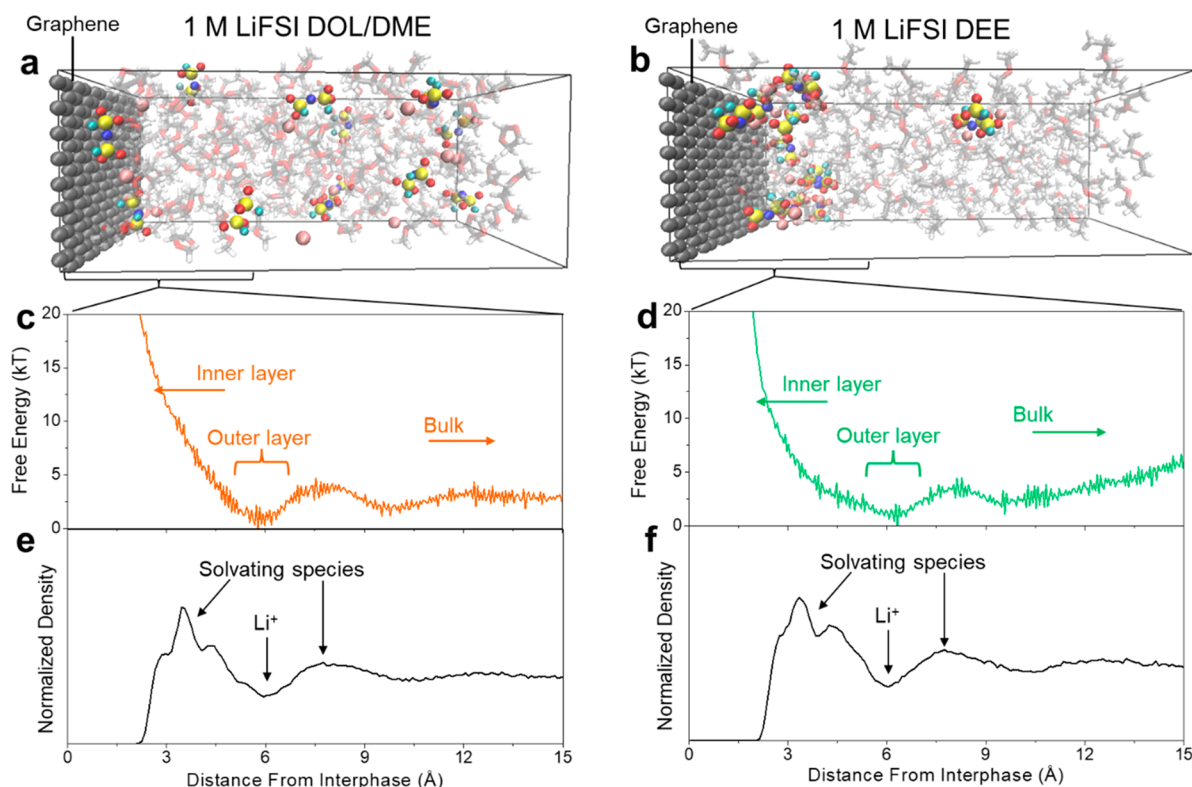 Graphene
1 M LiFSI DOL/DME
a
Graphene
1 M LiFSI DEE
b
c
Free Energy (kT)
20
15
10
5
0
Inner layer
Outer layer
Bulk
d
Free Energy (kT)
20
15
10
5
0
Inner layer
Outer layer
Bulk
e
Normalized Density
Solvating species
Li⁺
0 3 6 9 12 15
Distance From Interphase (Å)
f
Normalized Density
Solvating species
Li⁺
0 3 6 9 12 15
Distance From Interphase (Å)